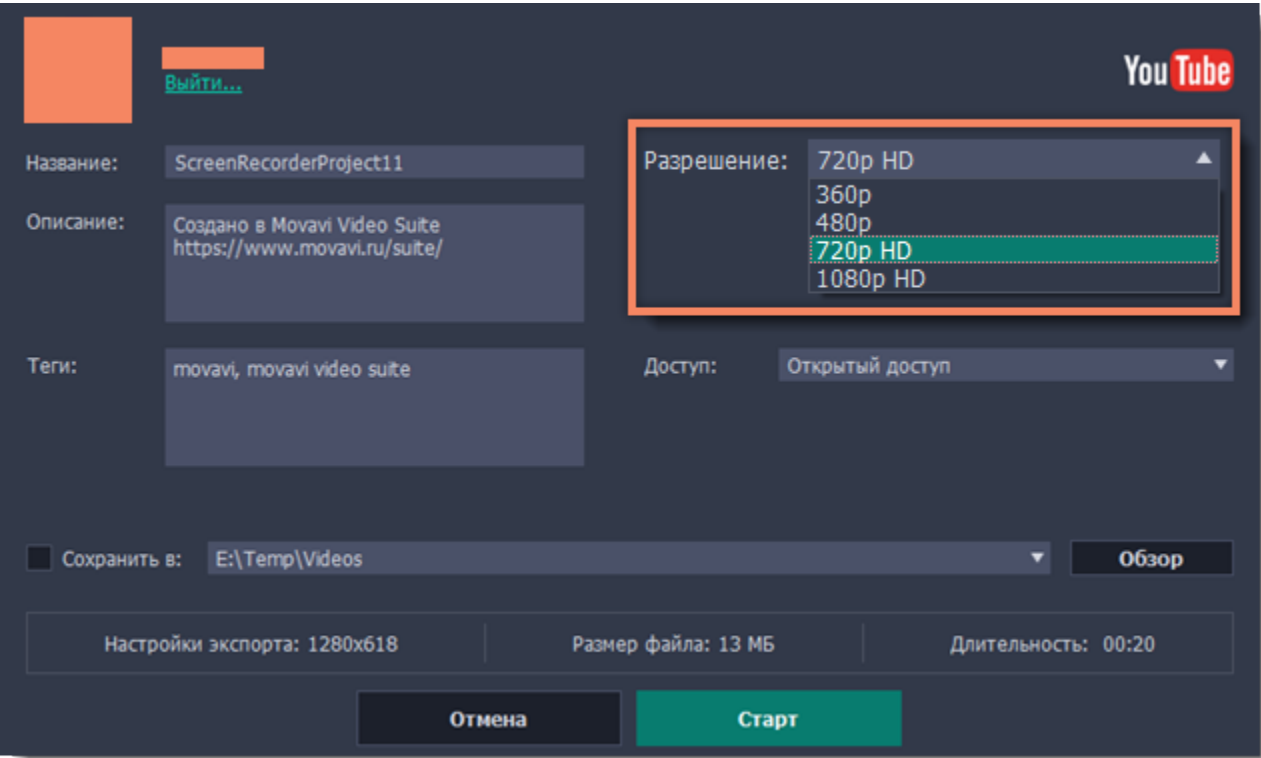 Выйти...
YouTube
Название:
ScreenRecorderProject11
Разрешение:
720p HD
360p
480p
720p HD
1080p HD
Описание:
Создано в Movavi Video Suite
https://www.movavi.ru/suite/
Теги:
movavi, movavi video suite
Доступ:
Открытый доступ
Сохранить в:
E:\Temp\Videos
Обзор
Настройки экспорта: 1280x618
Размер файла: 13 МБ
Длительность: 00:20
Отмена
Старт